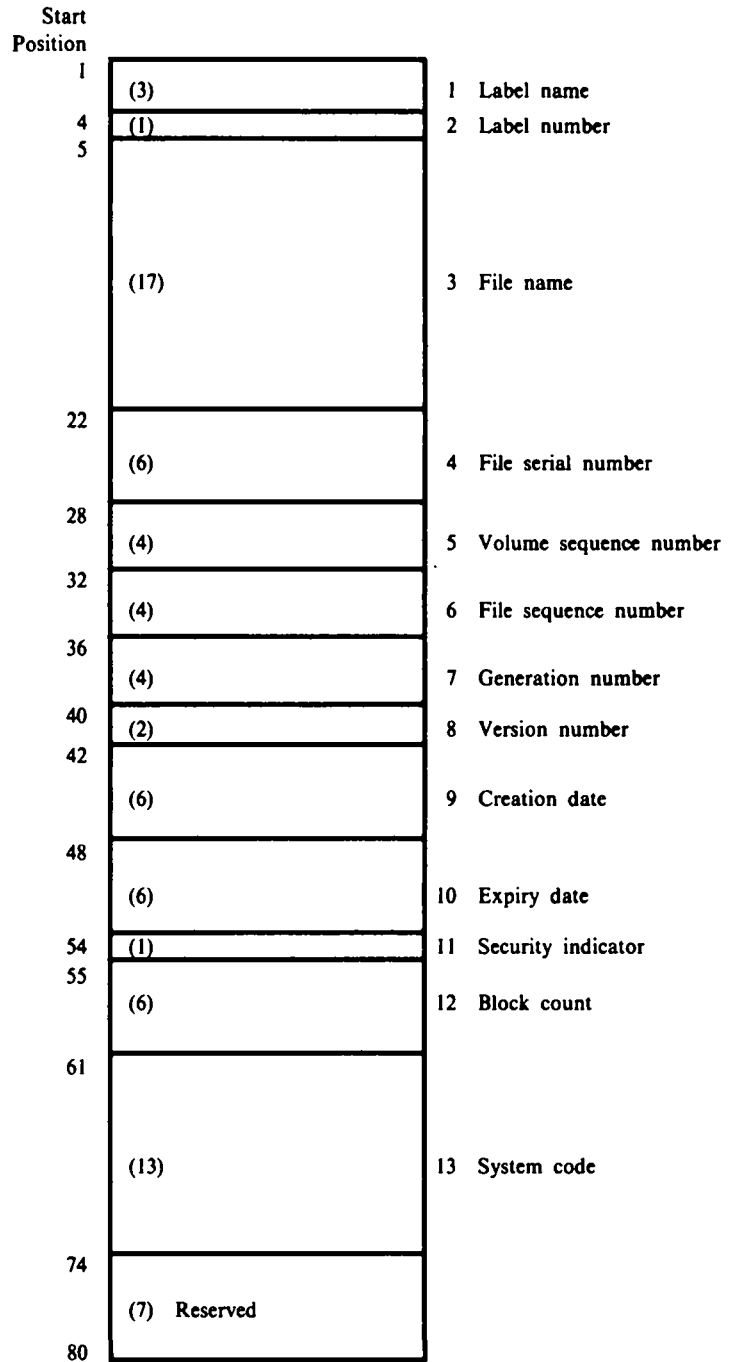 Start
Position
1
(3) 1 Label name
4 (1) 2 Label number
5
(17) 3 File name
22
(6) 4 File serial number
28
(4) 5 Volume sequence number
32
(4) 6 File sequence number
36
(4) 7 Generation number
40 (2) 8 Version number
42
(6) 9 Creation date
48
(6) 10 Expiry date
54 (1) 11 Security indicator
55
(6) 12 Block count
61
(13) 13 System code
74
(7) Reserved
80